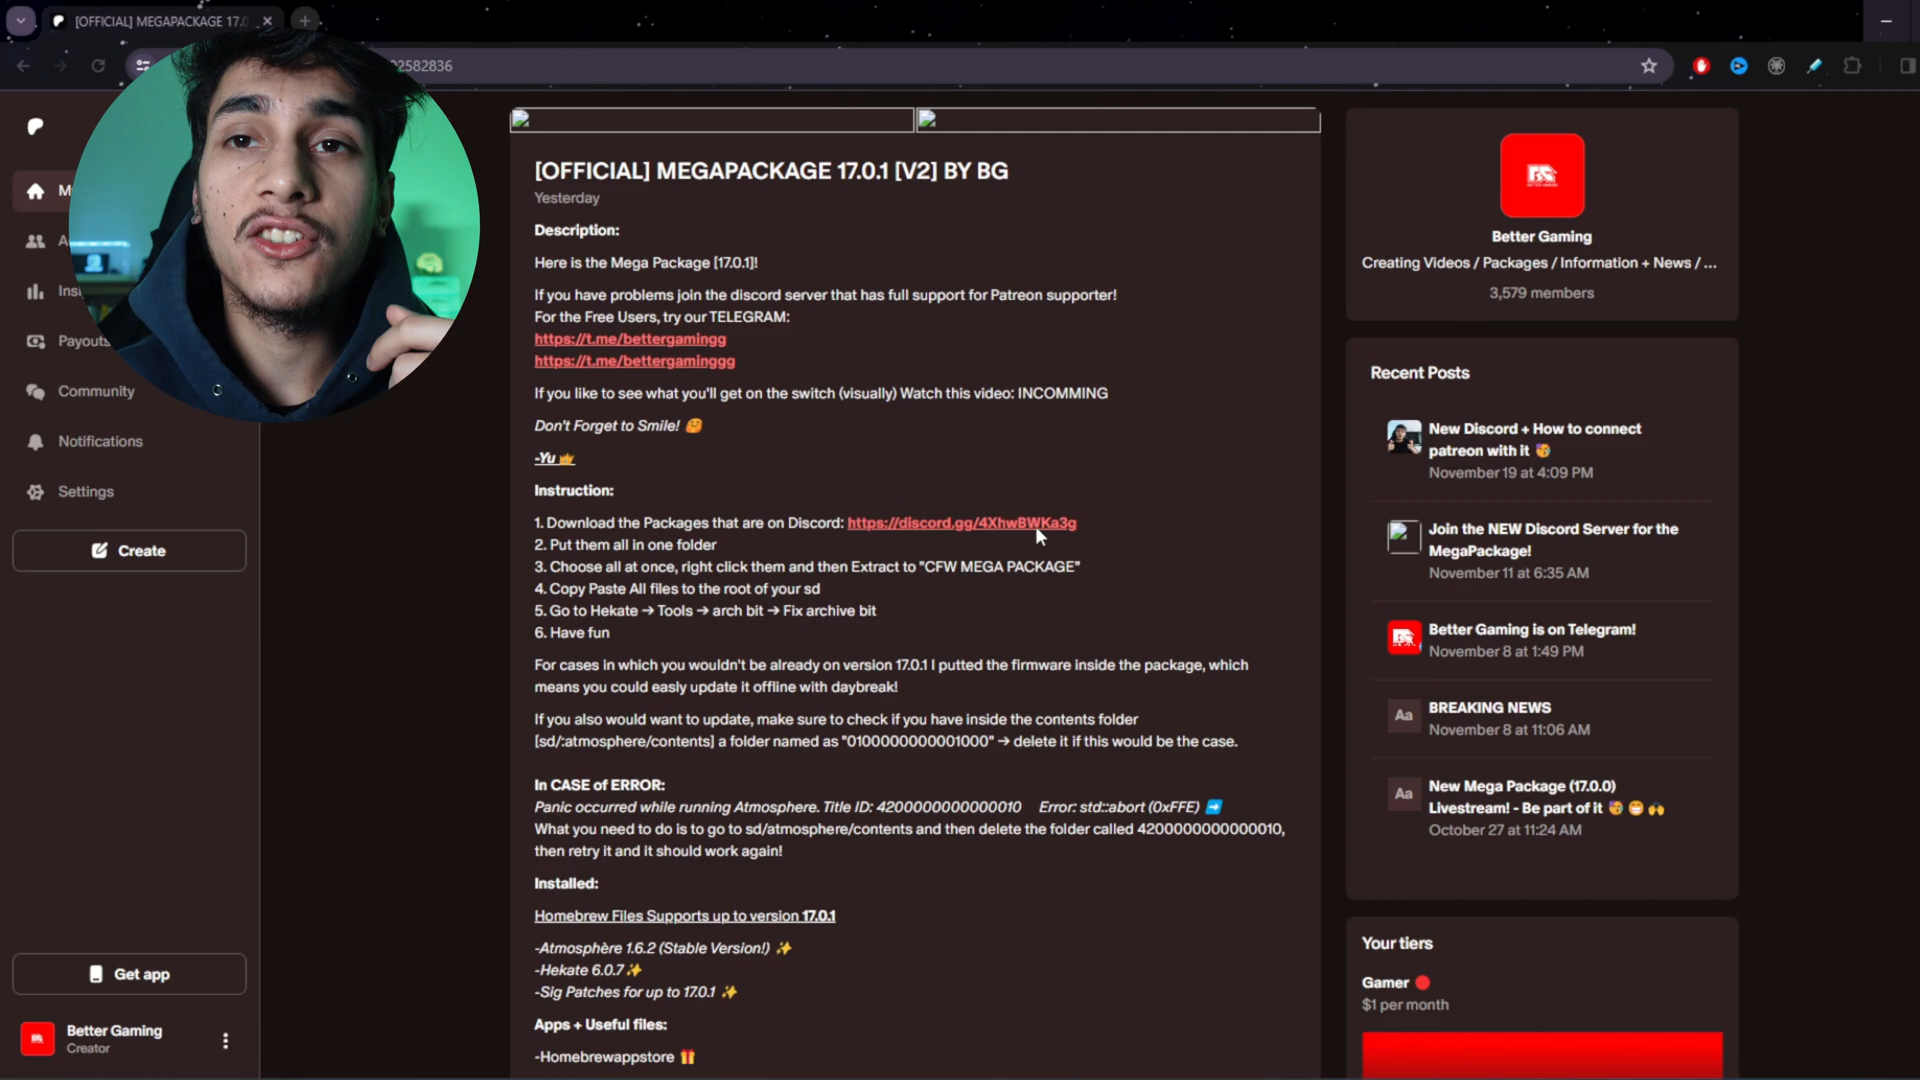 [OFFICIAL] MEGAPACKAGE 17.0
02582836
Payouts
Community
Notifications
Settings
Create
Get app
Better Gaming
Creator
[OFFICIAL] MEGAPACKAGE 17.0.1 [V2] BY BG
Yesterday
Description:
Here is the Mega Package [17.0.1]!
If you have problems join the discord server that has full support for Patreon supporter!
For the Free Users, try our TELEGRAM:
https://t.me/bettergamingg
https://t.me/bettergaminggg
If you like to see what you'll get on the switch (visually) Watch this video: INCOMMING
Don't Forget to Smile! 🤗
-Yu 👑
Instruction:
1. Download the Packages that are on Discord: https://discord.gg/4XhwBWKa3g
2. Put them all in one folder
3. Choose all at once, right click them and then Extract to "CFW MEGA PACKAGE"
4. Copy Paste All files to the root of your sd
5. Go to Hekate → Tools → arch bit → Fix archive bit
6. Have fun
For cases in which you wouldn't be already on version 17.0.1 I putted the firmware inside the package, which
means you could easly update it offline with daybreak!
If you also would want to update, make sure to check if you have inside the contents folder
[sd/:atmosphere/contents] a folder named as "0100000000001000" → delete it if this would be the case.
In CASE of ERROR:
Panic occurred while running Atmosphere. Title ID: 4200000000000010 Error: std::abort (0xFFE) ➡️
What you need to do is to go to sd/atmosphere/contents and then delete the folder called 4200000000000010,
then retry it and it should work again!
Installed:
Homebrew Files Supports up to version 17.0.1
-Atmosphère 1.6.2 (Stable Version!) ✨
-Hekate 6.0.7✨
-Sig Patches for up to 17.0.1 ✨
Apps + Useful files:
-Homebrewappstore 🎁
BETTER GAMING
Better Gaming
Creating Videos / Packages / Information + News / ...
3,579 members
Recent Posts
New Discord + How to connect
patreon with it 🥳
November 19 at 4:09 PM
Join the NEW Discord Server for the
MegaPackage!
November 11 at 6:35 AM
Better Gaming is on Telegram!
November 8 at 1:49 PM
Aa
BREAKING NEWS
November 8 at 11:06 AM
Aa
New Mega Package (17.0.0)
Livestream! - Be part of it 🥳 😁 🙌
October 27 at 11:24 AM
Your tiers
Gamer 🔴
$1 per month